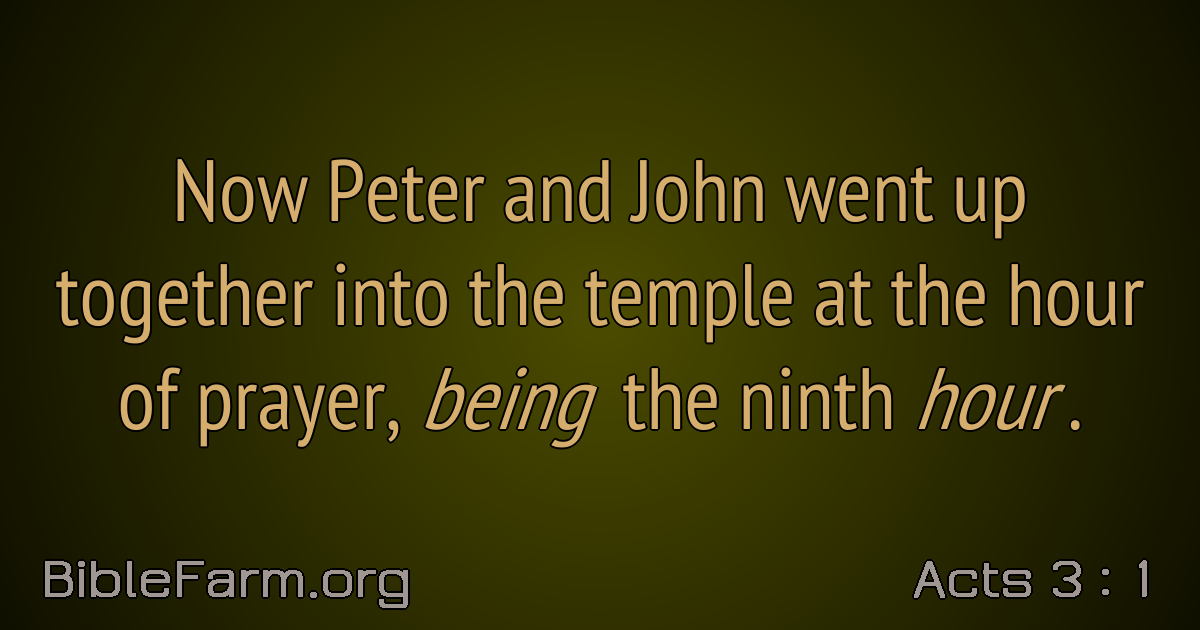 Now Peter and John went up
together into the temple at the hour
of prayer, being the ninth hour.
BibleFarm.org
Acts 3 : 1